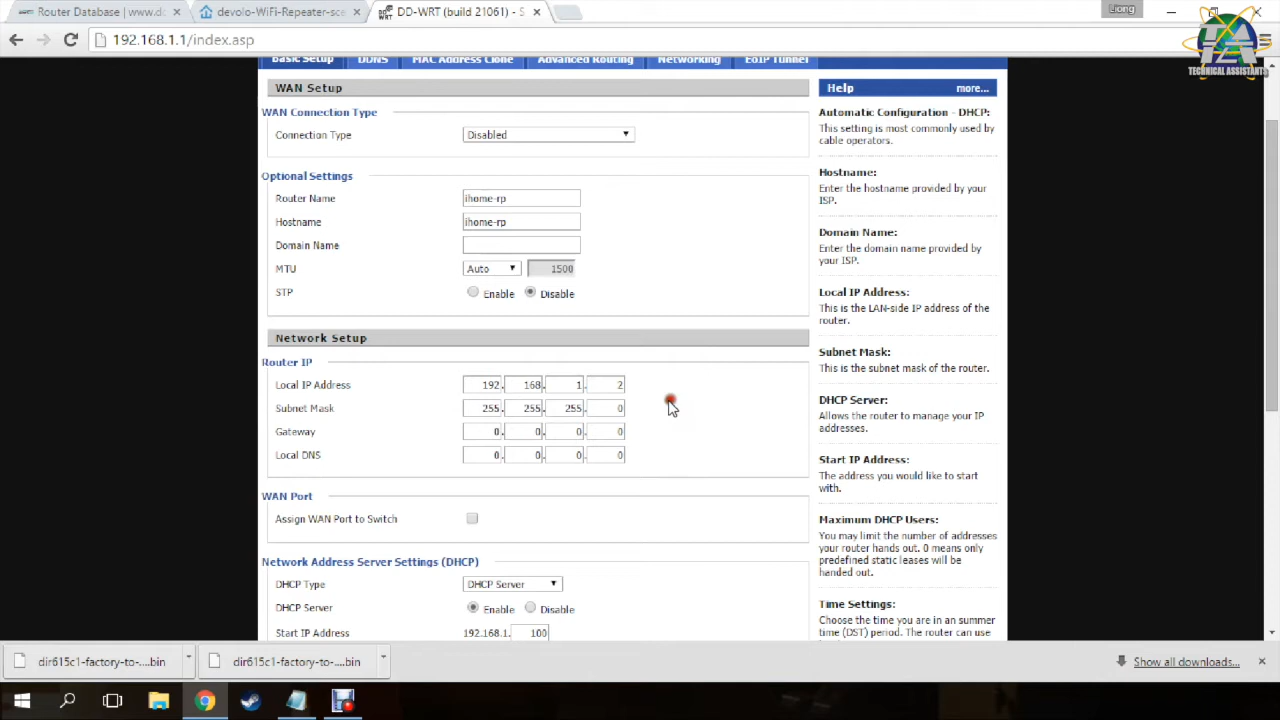 Router Database | www.dd
devolo-WiFi-Repeater-sce
DD-WRT (build 21061) - S
Liong
192.168.1.1/index.asp
TECHNICAL ASSISTANTS
Basic Setup DDNS MAC Address Clone Advanced Routing Networking EoIP Tunnel
WAN Setup
WAN Connection Type
Connection Type Disabled
Optional Settings
Router Name ihome-rp
Hostname ihome-rp
Domain Name
MTU Auto 1500
STP Enable Disable
Network Setup
Router IP
Local IP Address 192. 168. 1. 2
Subnet Mask 255. 255. 255. 0
Gateway 0. 0. 0. 0
Local DNS 0. 0. 0. 0
WAN Port
Assign WAN Port to Switch
Network Address Server Settings (DHCP)
DHCP Type DHCP Server
DHCP Server Enable Disable
Start IP Address 192.168.1. 100
Help more...
Automatic Configuration - DHCP:
This setting is most commonly used by
cable operators.
Hostname:
Enter the hostname provided by your
ISP.
Domain Name:
Enter the domain name provided by
your ISP.
Local IP Address:
This is the LAN-side IP address of the
router.
Subnet Mask:
This is the subnet mask of the router.
DHCP Server:
Allows the router to manage your IP
addresses.
Start IP Address:
The address you would like to start
with.
Maximum DHCP Users:
You may limit the number of addresses
your router hands out. 0 means only
predefined static leases will be
handed out.
Time Settings:
Choose the time you are in an summer
time (DST) period. The router can use
dir615c1-factory-to-....bin
dir615c1-factory-to-....bin
Show all downloads...